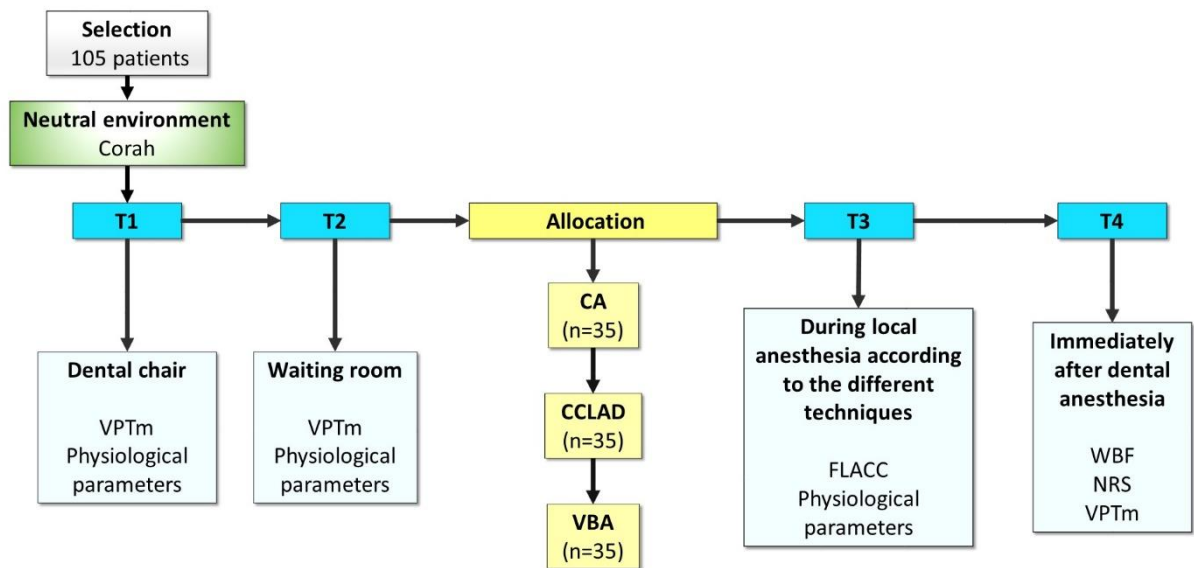 Selection
105 patients
Neutral environment
Corah
T1
T2
Allocation
T3
T4
Dental chair
VPTm
Physiological
parameters
Waiting room
VPTm
Physiological
parameters
CA
(n=35)
CCLAD
(n=35)
VBA
(n=35)
During local
anesthesia according
to the different
techniques
FLACC
Physiological
parameters
Immediately
after dental
anesthesia
WBF
NRS
VPTm